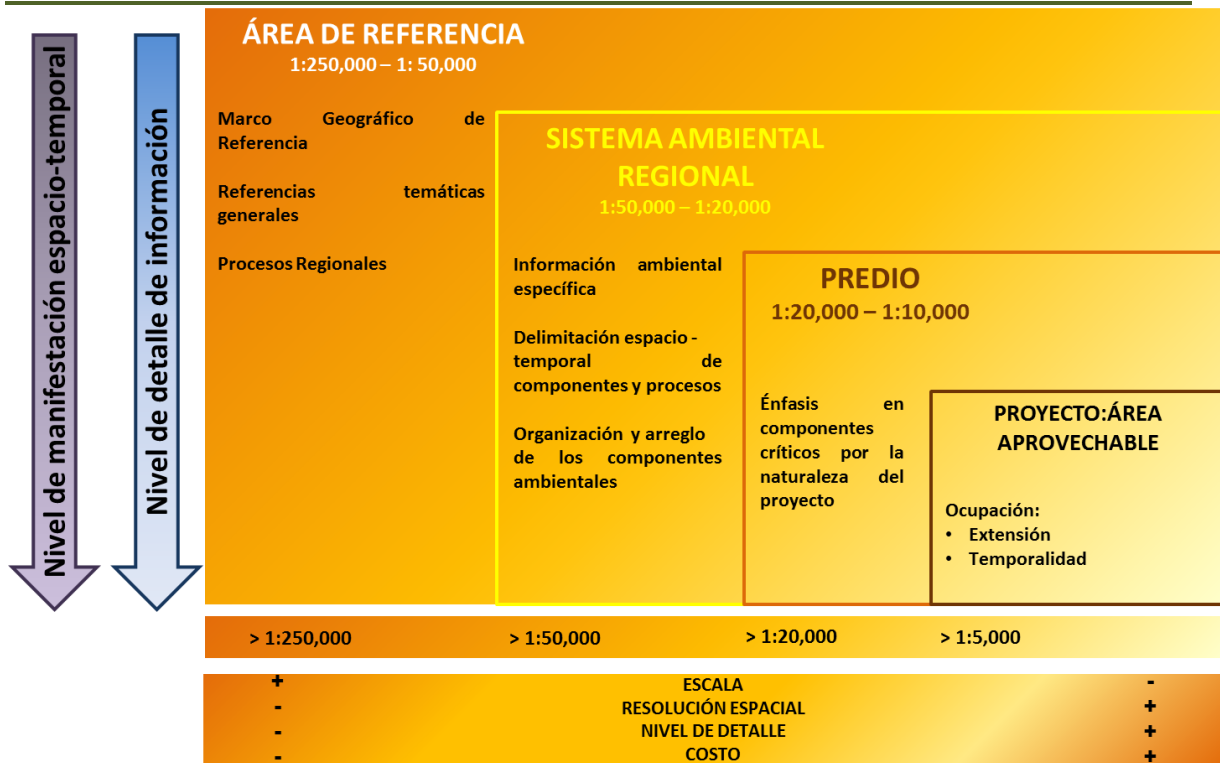 Nivel de manifestación espacio-temporal
Nivel de detalle de información
ÁREA DE REFERENCIA
1:250,000 – 1: 50,000
Marco Geográfico de
Referencia
Referencias temáticas
generales
Procesos Regionales
SISTEMA AMBIENTAL
REGIONAL
1:50,000 – 1:20,000
Información ambiental
específica
Delimitación espacio -
temporal de
componentes y procesos
Organización y arreglo
de los componentes
ambientales
PREDIO
1:20,000 – 1:10,000
Énfasis en
componentes
críticos por la
naturaleza del
proyecto
PROYECTO:ÁREA
APROVECHABLE
Ocupación:
• Extensión
• Temporalidad
> 1:250,000 > 1:50,000 > 1:20,000 > 1:5,000
+ ESCALA -
- RESOLUCIÓN ESPACIAL +
- NIVEL DE DETALLE +
- COSTO +